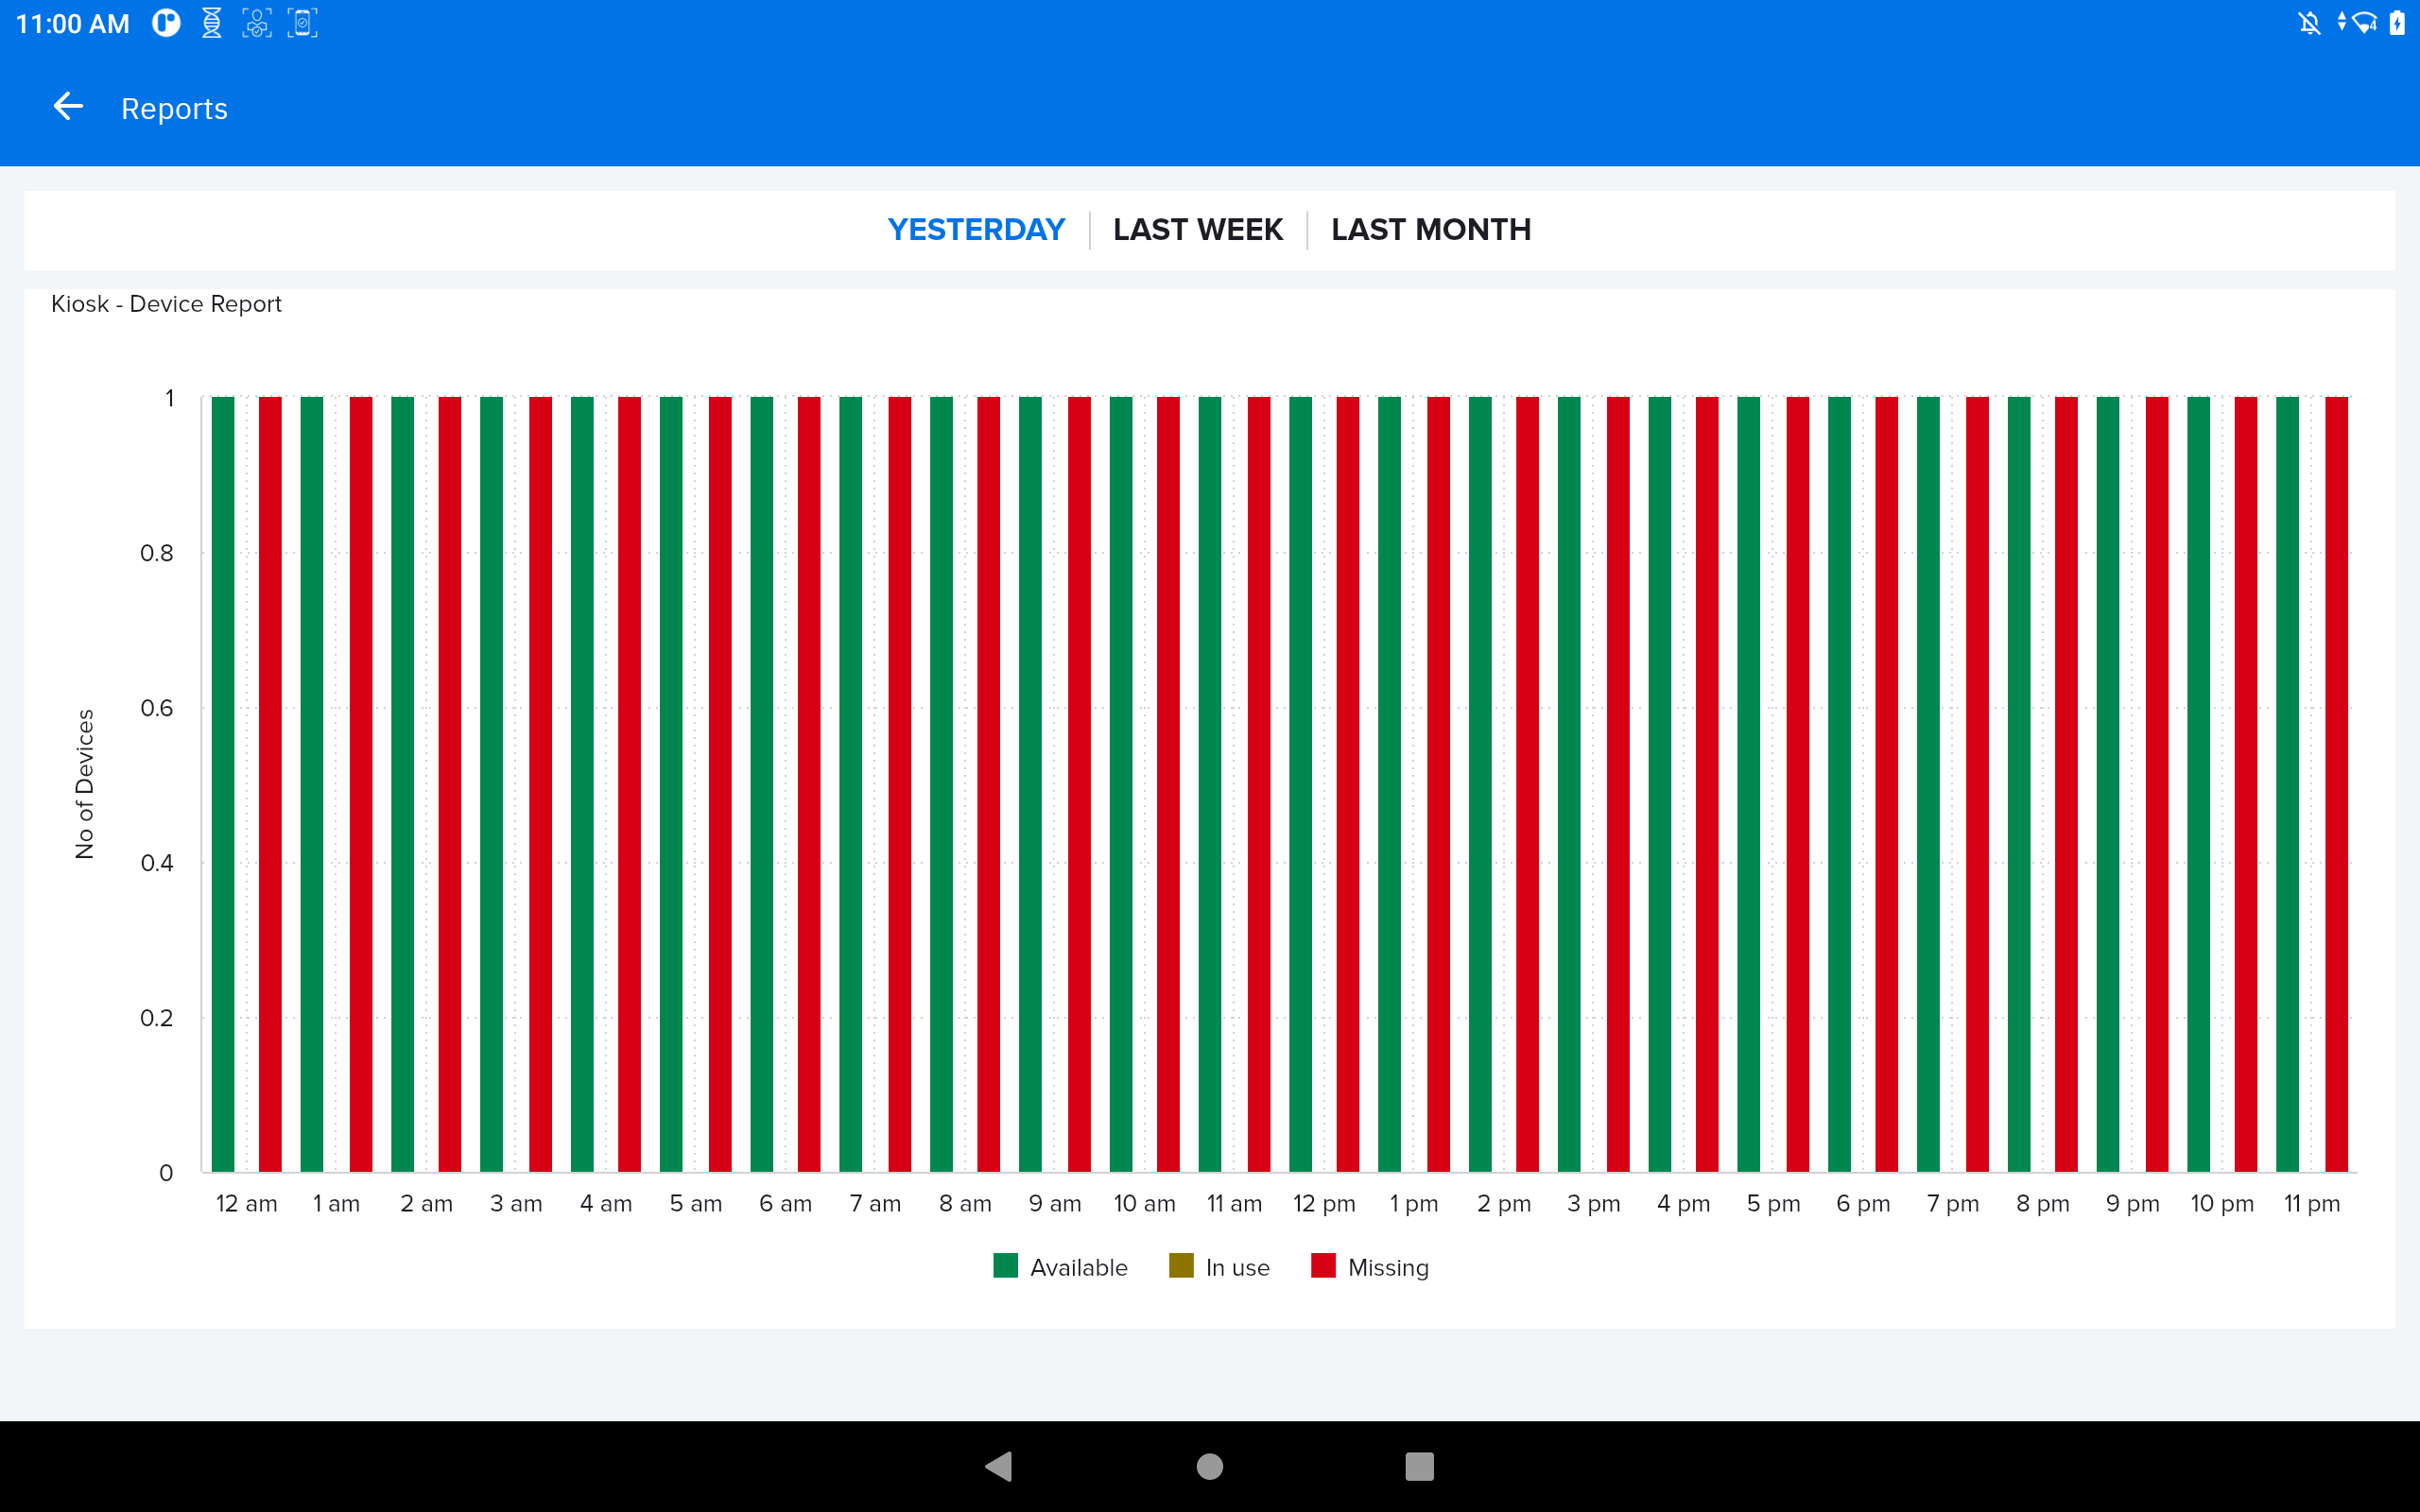 11:00 AM
Reports
YESTERDAY LAST WEEK LAST MONTH
Kiosk - Device Report
No of Devices
1
0.8
0.6
0.4
0.2
0
12 am 1 am 2 am 3 am 4 am 5 am 6 am 7 am 8 am 9 am 10 am 11 am 12 pm 1 pm 2 pm 3 pm 4 pm 5 pm 6 pm 7 pm 8 pm 9 pm 10 pm 11 pm
Available In use Missing